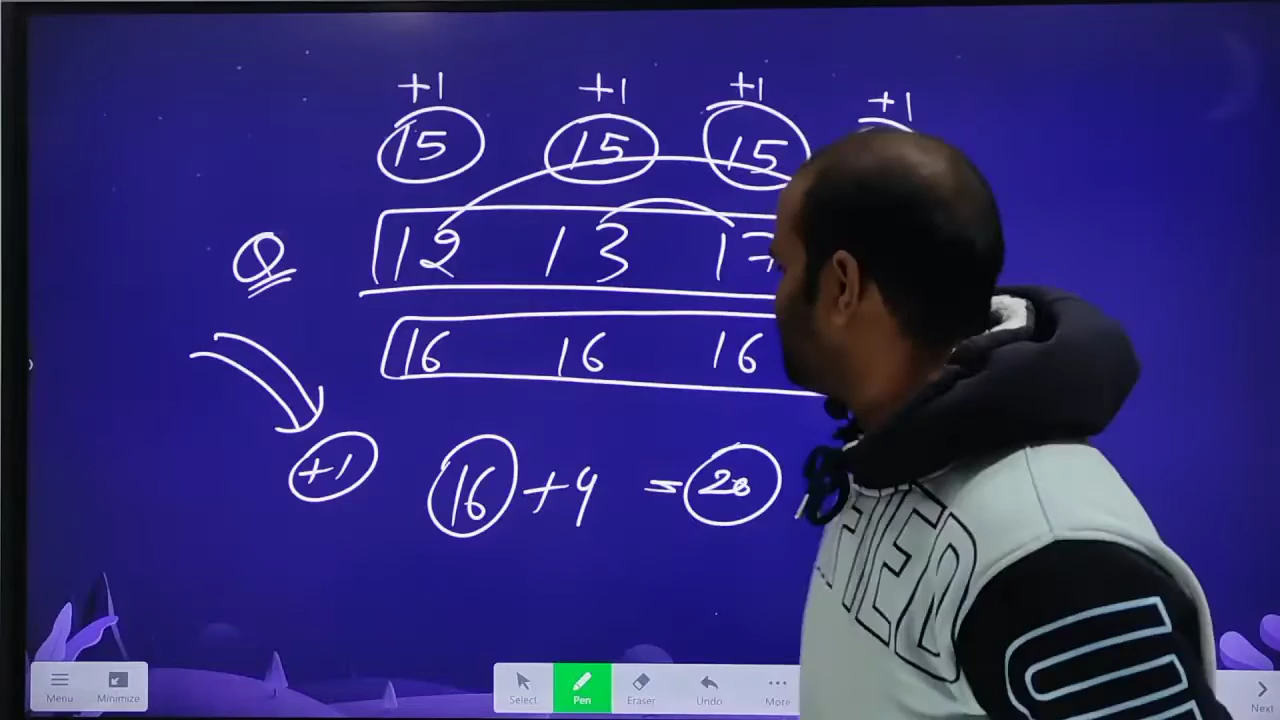 +1 +1 +1 +1
15 15 15
Q 12 13 17
16 16 16
+1 16 + 4 = 20
FIED
Menu Minimize Select Pen Eraser Undo More Next